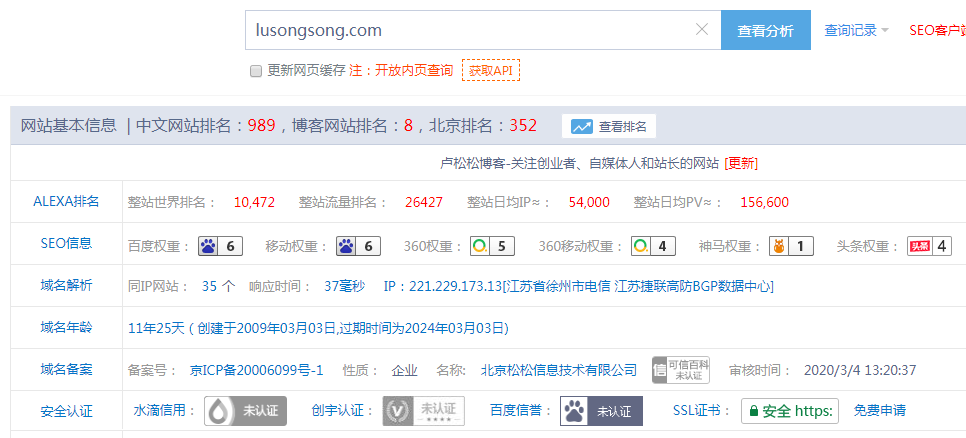 lusongsong.com × 查看分析 查询记录 SEO客户
更新网页缓存 注：开放内页查询 获取API
网站基本信息 | 中文网站排名：989，博客网站排名：8，北京排名：352 查看排名
卢松松博客-关注创业者、自媒体人和站长的网站 [更新]
ALEXA排名 整站世界排名： 10,472 整站流量排名： 26427 整站日均IP≈： 54,000 整站日均PV≈： 156,600
SEO信息 百度权重： 6 移动权重： 6 360权重： 5 360移动权重： 4 神马权重： 1 头条权重： 头条 4
域名解析 同IP网站： 35 个 响应时间： 37毫秒 IP：221.229.173.13[江苏省徐州市电信 江苏捷联高防BGP数据中心]
域名年龄 11年25天（创建于2009年03月03日,过期时间为2024年03月03日)
域名备案 备案号： 京ICP备20006099号-1 性质： 企业 名称: 北京松松信息技术有限公司 信 可信百科 未认证 审核时间： 2020/3/4 13:20:37
安全认证 水滴信用： 未认证 创宇认证： 未认证 百度信誉： 未认证 SSL证书： 安全 https: 免费申请